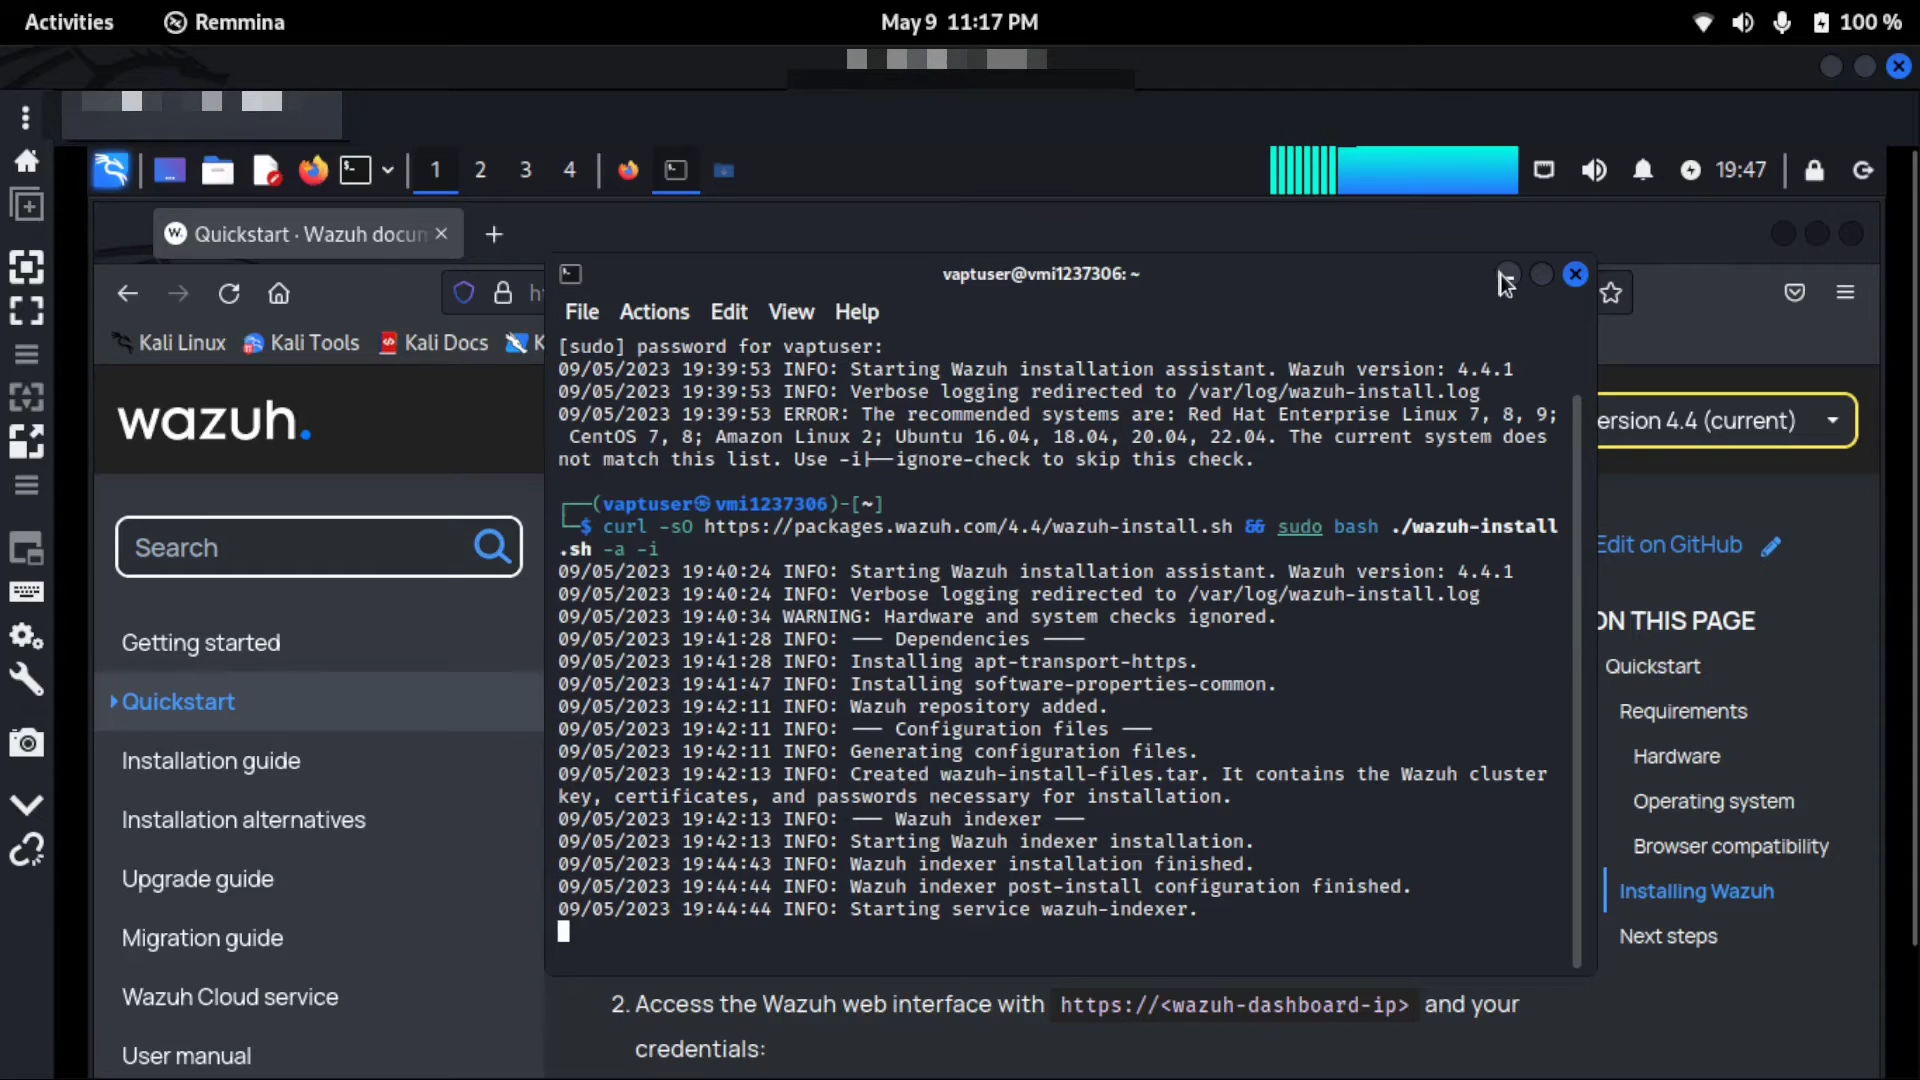 Activities
Remmina
May 9 11:17 PM
100 %
1
2
3
4
19:47
Quickstart · Wazuh docun
Kali Linux
Kali Tools
Kali Docs
K
vaptuser@vmi1237306: ~
File Actions Edit View Help
[sudo] password for vaptuser:
09/05/2023 19:39:53 INFO: Starting Wazuh installation assistant. Wazuh version: 4.4.1
09/05/2023 19:39:53 INFO: Verbose logging redirected to /var/log/wazuh-install.log
09/05/2023 19:39:53 ERROR: The recommended systems are: Red Hat Enterprise Linux 7, 8, 9;
CentOS 7, 8; Amazon Linux 2; Ubuntu 16.04, 18.04, 20.04, 22.04. The current system does
not match this list. Use -i|--ignore-check to skip this check.
┌──(vaptuser㉿vmi1237306)-[~]
└─$ curl -sO https://packages.wazuh.com/4.4/wazuh-install.sh && sudo bash ./wazuh-install
.sh -a -i
09/05/2023 19:40:24 INFO: Starting Wazuh installation assistant. Wazuh version: 4.4.1
09/05/2023 19:40:24 INFO: Verbose logging redirected to /var/log/wazuh-install.log
09/05/2023 19:40:34 WARNING: Hardware and system checks ignored.
09/05/2023 19:41:28 INFO: --- Dependencies ----
09/05/2023 19:41:28 INFO: Installing apt-transport-https.
09/05/2023 19:41:47 INFO: Installing software-properties-common.
09/05/2023 19:42:11 INFO: Wazuh repository added.
09/05/2023 19:42:11 INFO: --- Configuration files ---
09/05/2023 19:42:11 INFO: Generating configuration files.
09/05/2023 19:42:13 INFO: Created wazuh-install-files.tar. It contains the Wazuh cluster
key, certificates, and passwords necessary for installation.
09/05/2023 19:42:13 INFO: --- Wazuh indexer ---
09/05/2023 19:42:13 INFO: Starting Wazuh indexer installation.
09/05/2023 19:44:43 INFO: Wazuh indexer installation finished.
09/05/2023 19:44:44 INFO: Wazuh indexer post-install configuration finished.
09/05/2023 19:44:44 INFO: Starting service wazuh-indexer.
wazuh.
Search
Getting started
Quickstart
Installation guide
Installation alternatives
Upgrade guide
Migration guide
Wazuh Cloud service
User manual
ersion 4.4 (current)
Edit on GitHub
ON THIS PAGE
Quickstart
Requirements
Hardware
Operating system
Browser compatibility
Installing Wazuh
Next steps
2. Access the Wazuh web interface with https://<wazuh-dashboard-ip> and your
credentials: